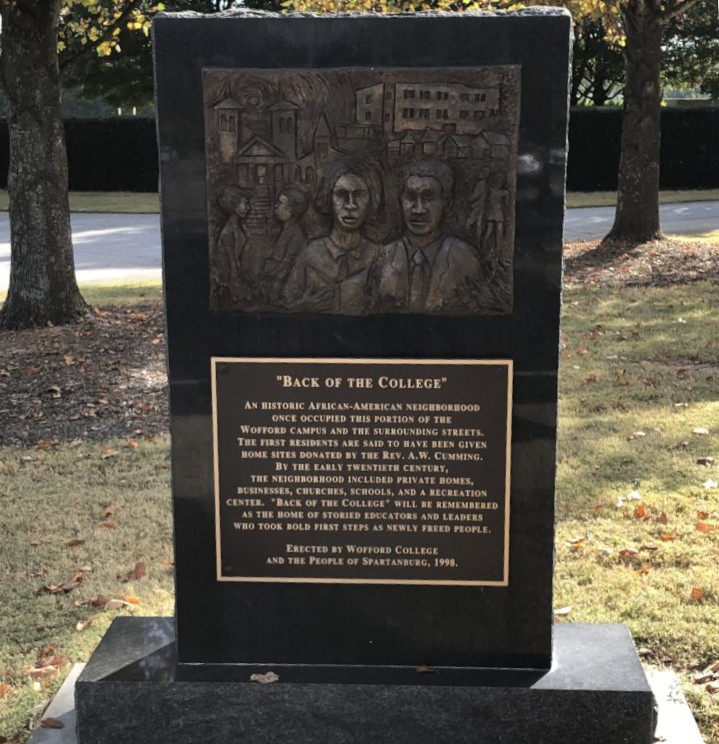 "BACK OF THE COLLEGE"
AN HISTORIC AFRICAN-AMERICAN NEIGHBORHOOD
ONCE OCCUPIED THIS PORTION OF THE
WOFFORD CAMPUS AND THE SURROUNDING STREETS.
THE FIRST RESIDENTS ARE SAID TO HAVE BEEN GIVEN
HOME SITES DONATED BY THE REV. A.W. CUMMING.
BY THE EARLY TWENTIETH CENTURY,
THE NEIGHBORHOOD INCLUDED PRIVATE HOMES,
BUSINESSES, CHURCHES, SCHOOLS, AND A RECREATION
CENTER. "BACK OF THE COLLEGE" WILL BE REMEMBERED
AS THE HOME OF STORIED EDUCATORS AND LEADERS
WHO TOOK BOLD FIRST STEPS AS NEWLY FREED PEOPLE.
ERECTED BY WOFFORD COLLEGE
AND THE PEOPLE OF SPARTANBURG, 1998.